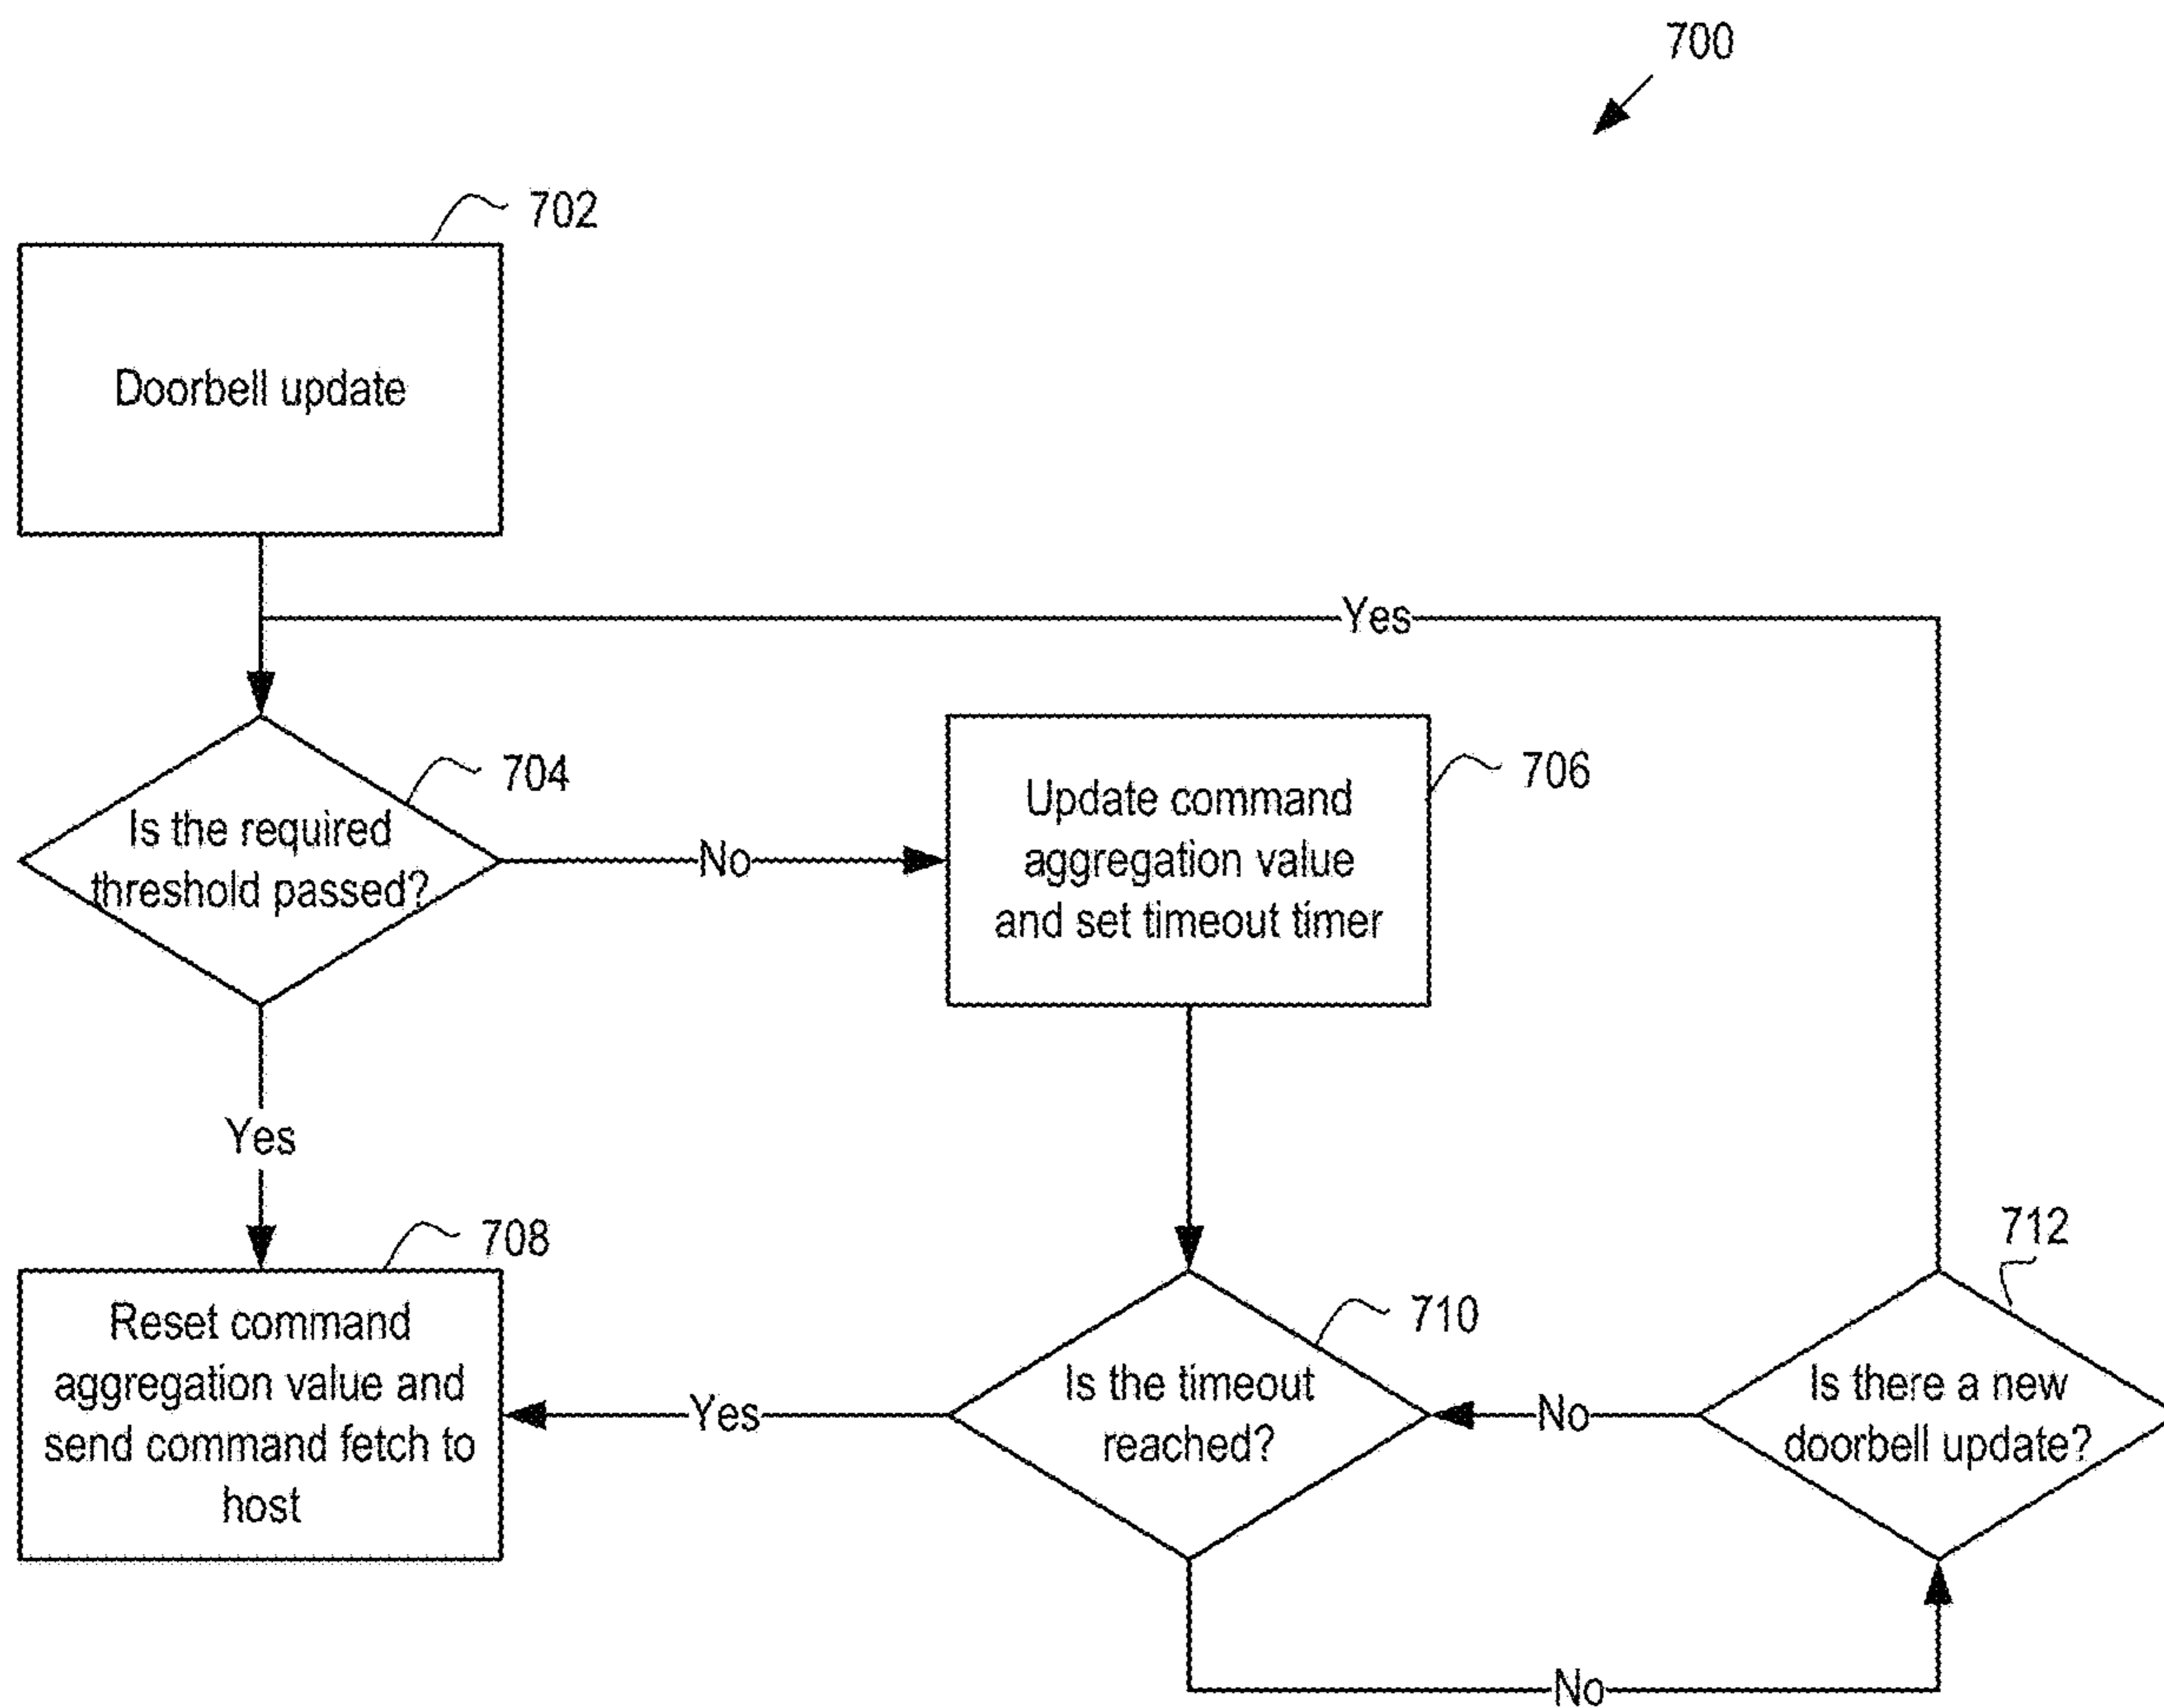 700
702
Doorbell update
Yes
704
Is the required
threshold passed?
No
706
Update command
aggregation value
and set timeout timer
Yes
708
Reset command
aggregation value and
send command fetch to
host
Yes
710
Is the timeout
reached?
No
712
Is there a new
doorbell update?
No